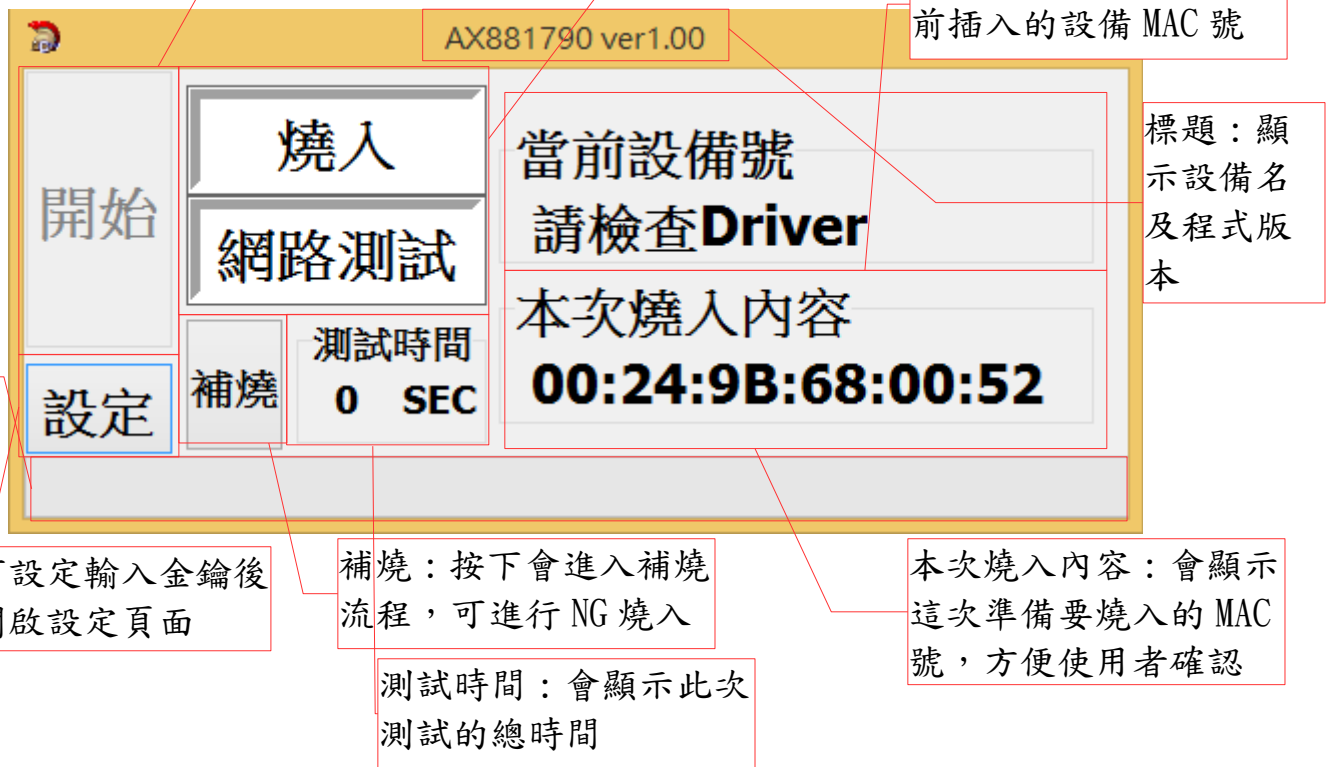 前插入的設備 MAC 號
AX881790 ver1.00
開始
燒入
網路測試
當前設備號
請檢查Driver
標題：顯
示設備名
及程式版
本
設定
補燒
測試時間
0 SEC
本次燒入內容
00:24:9B:68:00:52
設定輸入金鑰後
啟設定頁面
補燒：按下會進入補燒
流程，可進行 NG 燒入
測試時間：會顯示此次
測試的總時間
本次燒入內容：會顯示
這次準備要燒入的 MAC
號，方便使用者確認